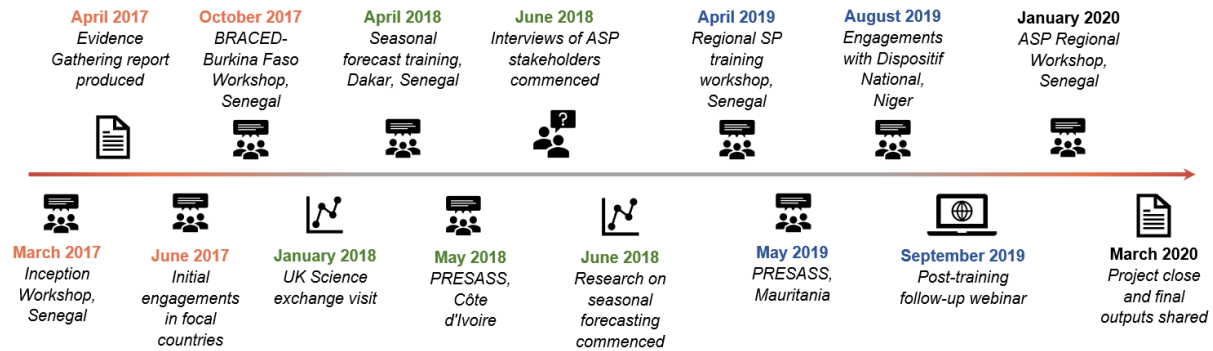 April 2017
Evidence
Gathering report
produced
October 2017
BRACED-
Burkina Faso
Workshop,
Senegal
April 2018
Seasonal
forecast training,
Dakar, Senegal
June 2018
Interviews of ASP
stakeholders
commenced
April 2019
Regional SP
training
workshop,
Senegal
August 2019
Engagements
with Dispositif
National,
Niger
January 2020
ASP Regional
Workshop,
Senegal
?
March 2017
Inception
Workshop,
Senegal
June 2017
Initial
engagements
in focal
countries
January 2018
UK Science
exchange visit
May 2018
PRESASS,
Côte
d'Ivoire
June 2018
Research on
seasonal
forecasting
commenced
May 2019
PRESASS,
Mauritania
September 2019
Post-training
follow-up webinar
March 2020
Project close
and final
outputs shared